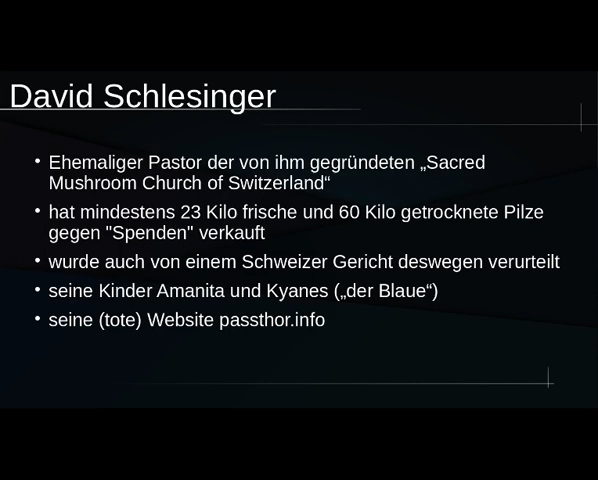 David Schlesinger
• Ehemaliger Pastor der von ihm gegründeten „Sacred
Mushroom Church of Switzerland“
• hat mindestens 23 Kilo frische und 60 Kilo getrocknete Pilze
gegen "Spenden" verkauft
• wurde auch von einem Schweizer Gericht deswegen verurteilt
• seine Kinder Amanita und Kyanes („der Blaue“)
• seine (tote) Website passthor.info